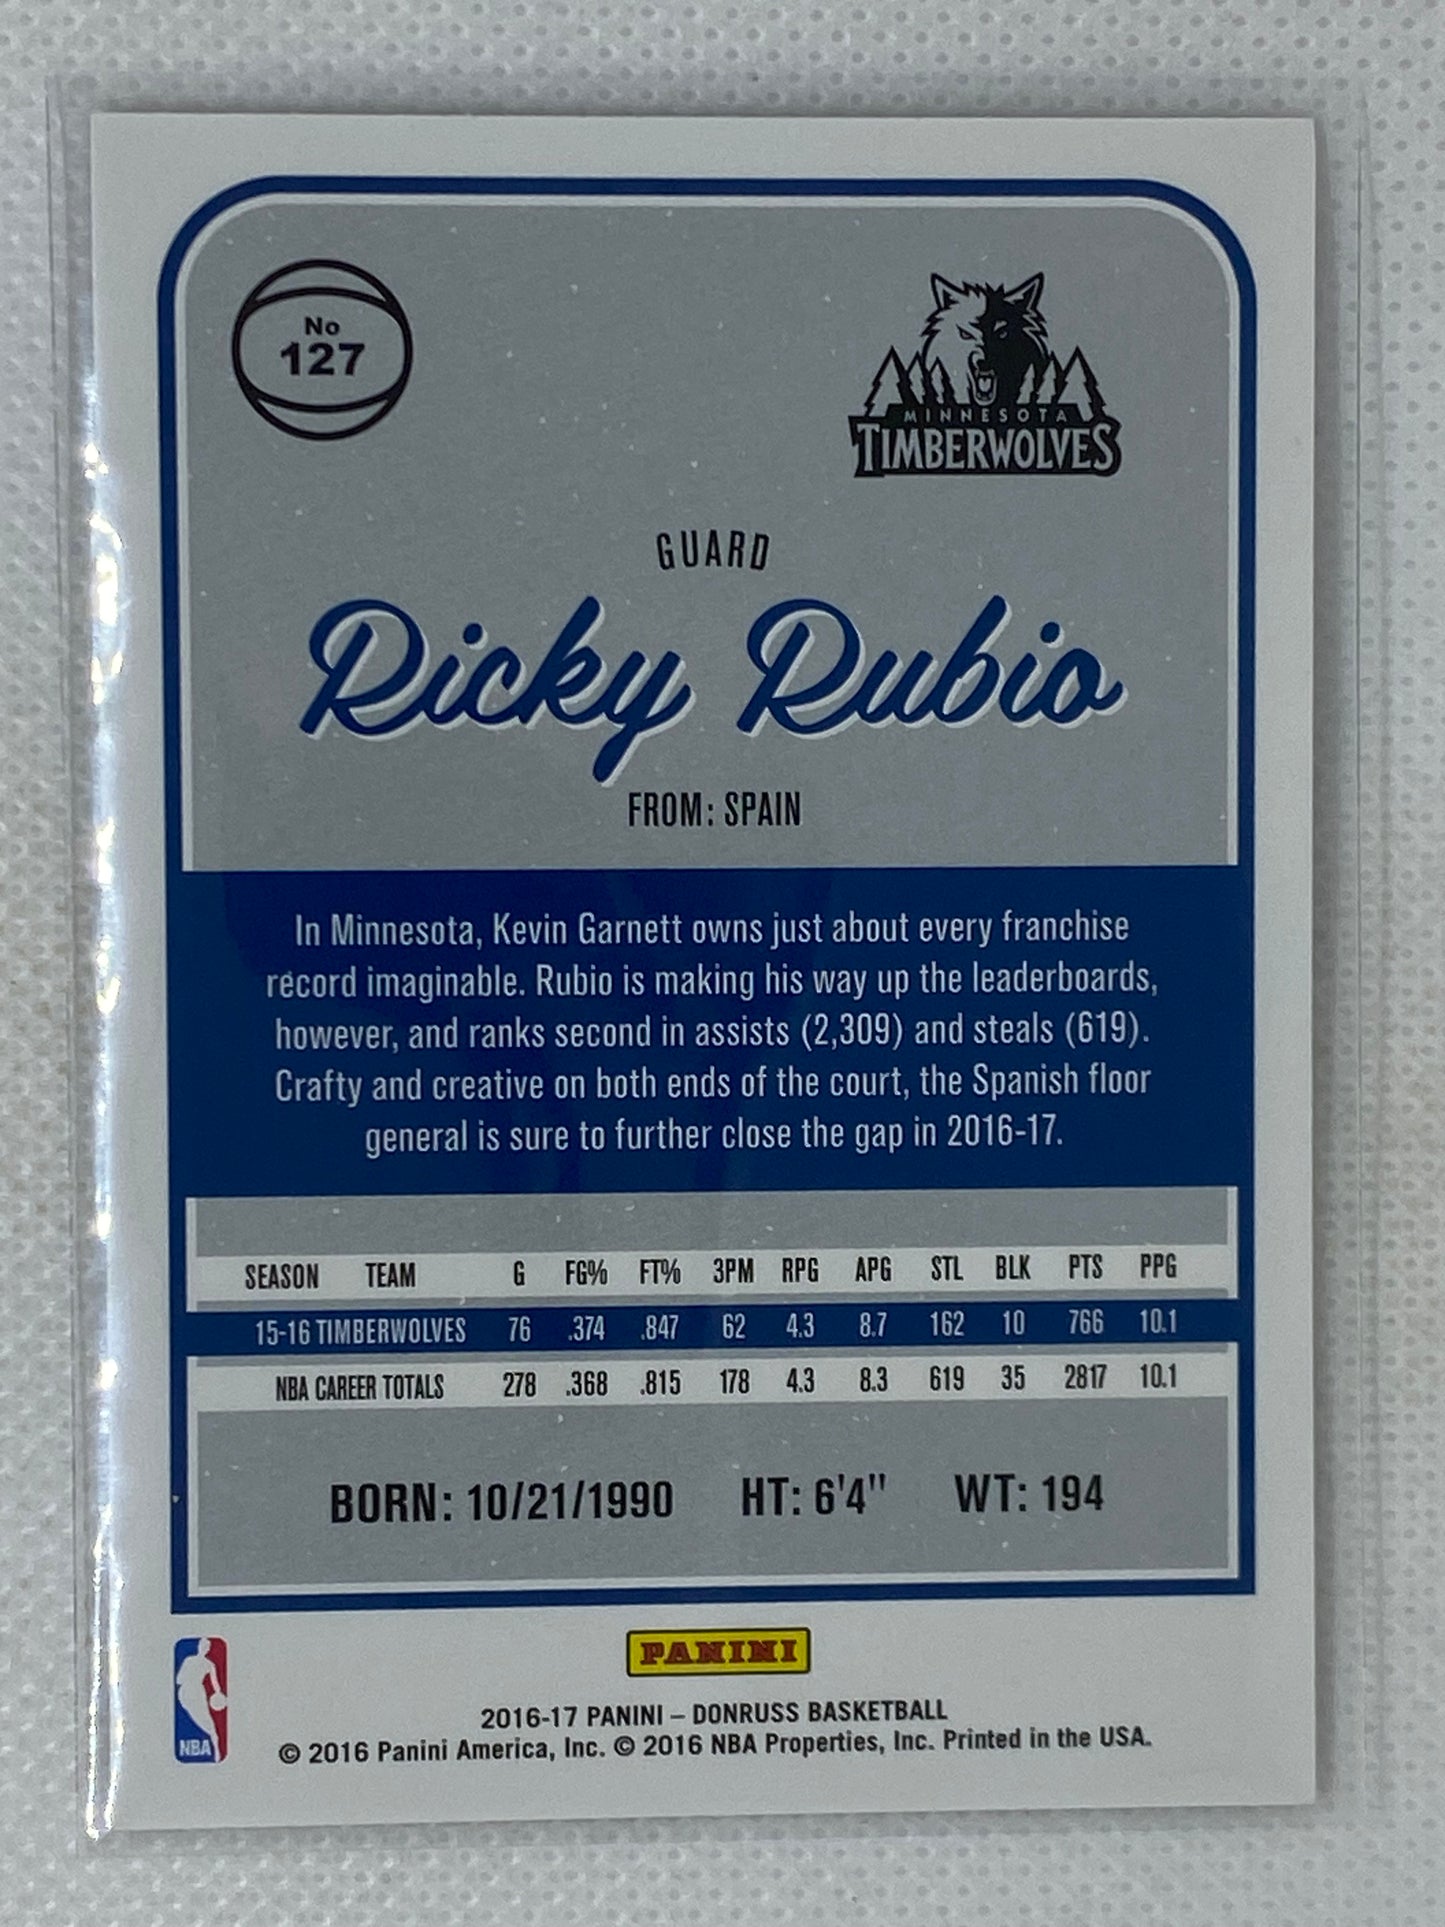 No
127
MINNESOTA
TIMBERWOLVES
GUARD
Ricky Rubio
FROM: SPAIN
In Minnesota, Kevin Garnett owns just about every franchise
record imaginable. Rubio is making his way up the leaderboards,
however, and ranks second in assists (2,309) and steals (619).
Crafty and creative on both ends of the court, the Spanish floor
general is sure to further close the gap in 2016-17.
SEASON TEAM G FG% FT% 3PM RPG APG STL BLK PTS PPG
15-16 TIMBERWOLVES 76 .374 .847 62 4.3 8.7 162 10 766 10.1
NBA CAREER TOTALS 278 .368 .815 178 4.3 8.3 619 35 2817 10.1
BORN: 10/21/1990 HT: 6'4" WT: 194
PANINI
NBA
2016-17 PANINI – DONRUSS BASKETBALL
© 2016 Panini America, Inc. © 2016 NBA Properties, Inc. Printed in the USA.